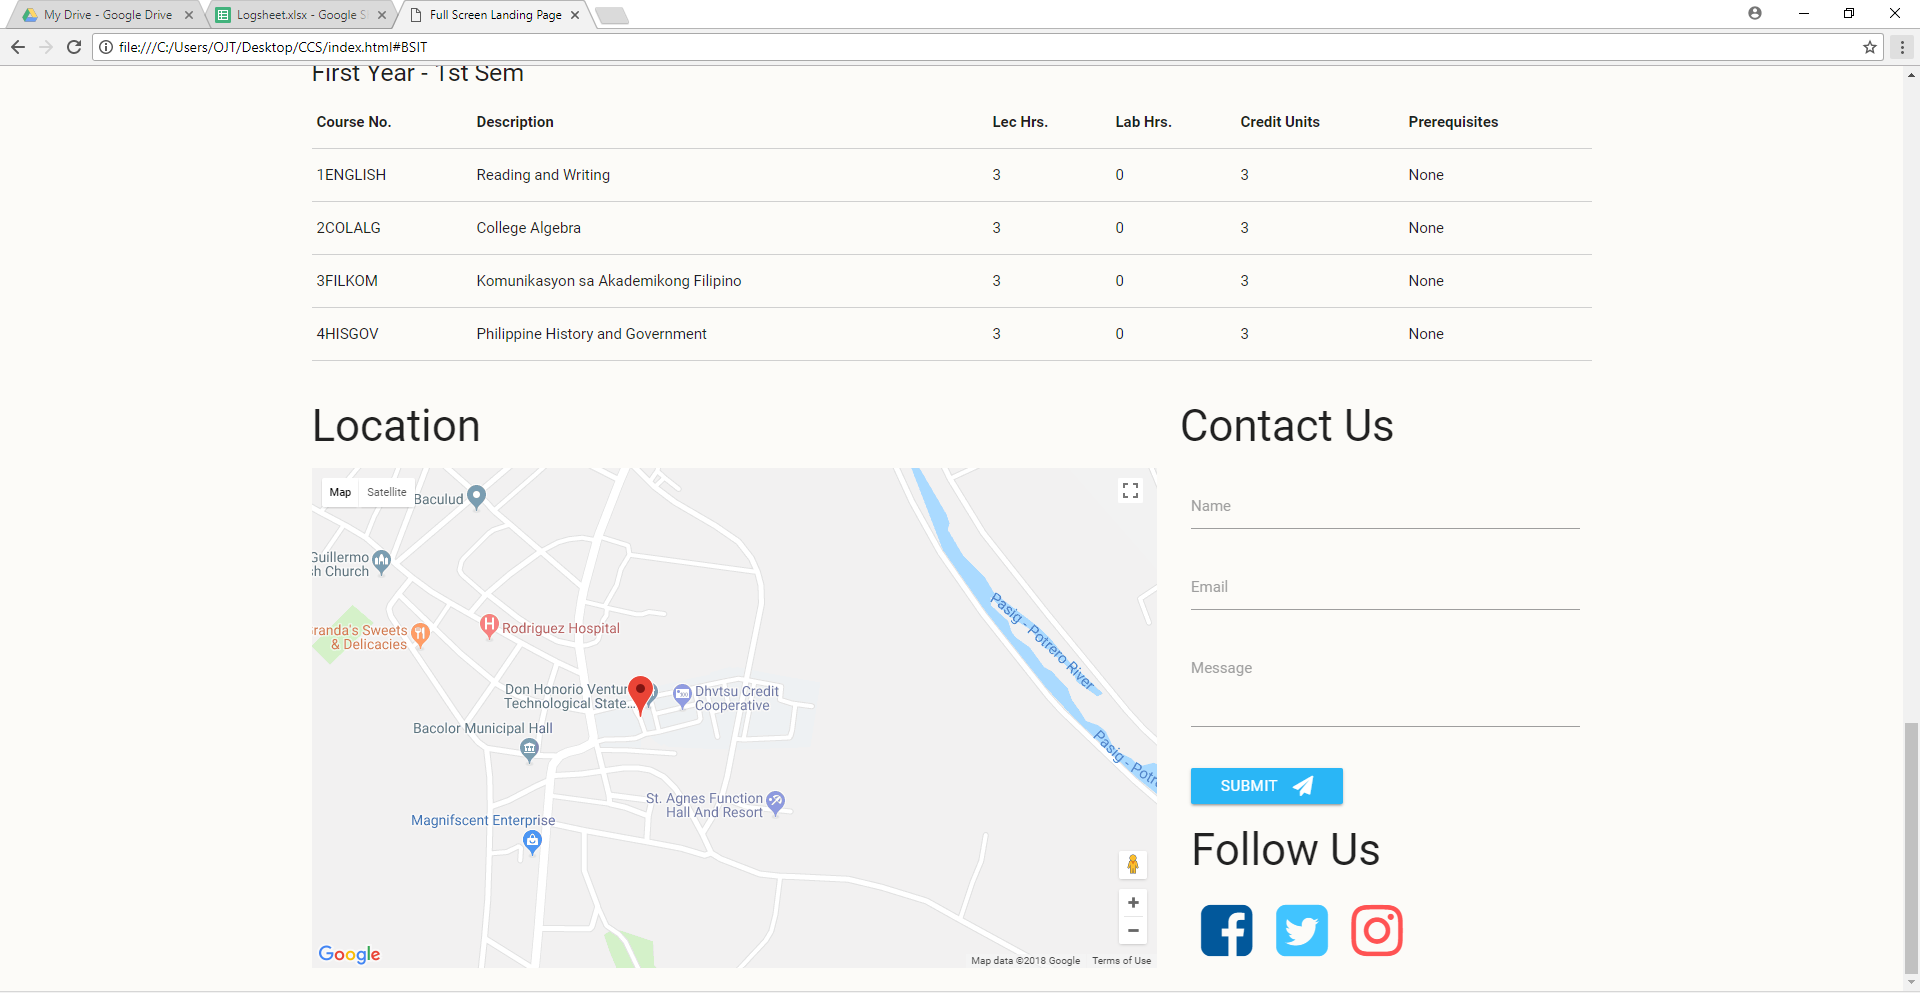 My Drive - Google Drive
Logsheet.xlsx - Google S
Full Screen Landing Page
file:///C:/Users/OJT/Desktop/CCS/index.html#BSIT
First Year - 1st Sem
Course No. Description Lec Hrs. Lab Hrs. Credit Units Prerequisites
1ENGLISH Reading and Writing 3 0 3 None
2COLALG College Algebra 3 0 3 None
3FILKOM Komunikasyon sa Akademikong Filipino 3 0 3 None
4HISGOV Philippine History and Government 3 0 3 None
Location
Map Satellite
Baculud
Guillermo
sh Church
randa's Sweets
& Delicacies
H
Rodriguez Hospital
Don Honorio Ventur
Technological State...
Dhvtsu Credit
Cooperative
Bacolor Municipal Hall
St. Agnes Function
Hall And Resort
Magnifscent Enterprise
Pasig - Potrero River
Pasig - Potre
Google
Map data ©2018 Google Terms of Use
Contact Us
Name
Email
Message
SUBMIT
Follow Us